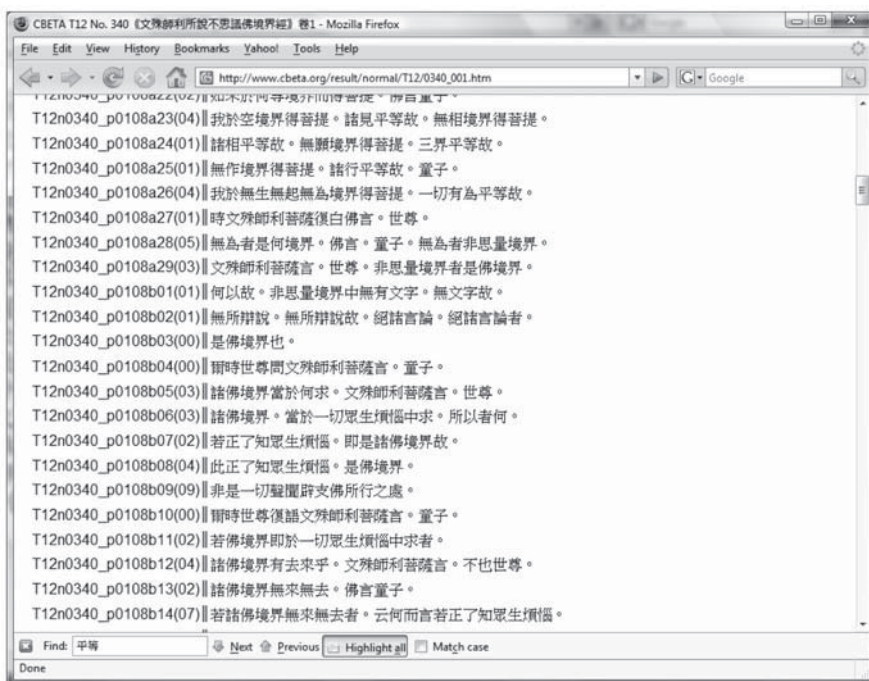 CBETA T12 No. 340《文殊師利所說不思議佛境界經》卷1 - Mozilla Firefox
File Edit View History Bookmarks Yahoo! Tools Help
http://www.cbeta.org/result/normal/T12/0340_001.htm Google
T12n0340_p0108a22(02)║如來於何等境界而得菩提。佛言童子。
T12n0340_p0108a23(04)║我於空境界得菩提。諸見平等故。無相境界得菩提。
T12n0340_p0108a24(01)║諸相平等故。無願境界得菩提。三界平等故。
T12n0340_p0108a25(01)║無作境界得菩提。諸行平等故。童子。
T12n0340_p0108a26(04)║我於無生無起無為境界得菩提。一切有為平等故。
T12n0340_p0108a27(01)║時文殊師利菩薩復白佛言。世尊。
T12n0340_p0108a28(05)║無為者是何境界。佛言。童子。無為者非思量境界。
T12n0340_p0108a29(03)║文殊師利菩薩言。世尊。非思量境界者是佛境界。
T12n0340_p0108b01(01)║何以故。非思量境界中無有文字。無文字故。
T12n0340_p0108b02(01)║無所辯說。無所辯說故。絕諸言論。絕諸言論者。
T12n0340_p0108b03(00)║是佛境界也。
T12n0340_p0108b04(00)║爾時世尊問文殊師利菩薩言。童子。
T12n0340_p0108b05(03)║諸佛境界當於何求。文殊師利菩薩言。世尊。
T12n0340_p0108b06(03)║諸佛境界。當於一切眾生煩惱中求。所以者何。
T12n0340_p0108b07(02)║若正了知眾生煩惱。即是諸佛境界故。
T12n0340_p0108b08(04)║此正了知眾生煩惱。是佛境界。
T12n0340_p0108b09(09)║非是一切聲聞辟支佛所行之處。
T12n0340_p0108b10(00)║爾時世尊復語文殊師利菩薩言。童子。
T12n0340_p0108b11(02)║若佛境界即於一切眾生煩惱中求者。
T12n0340_p0108b12(04)║諸佛境界有去來乎。文殊師利菩薩言。不也世尊。
T12n0340_p0108b13(02)║諸佛境界無來無去。佛言童子。
T12n0340_p0108b14(07)║若諸佛境界無來無去者。云何而言若正了知眾生煩惱。
Find: 平等 Next Previous Highlight all Match case
Done